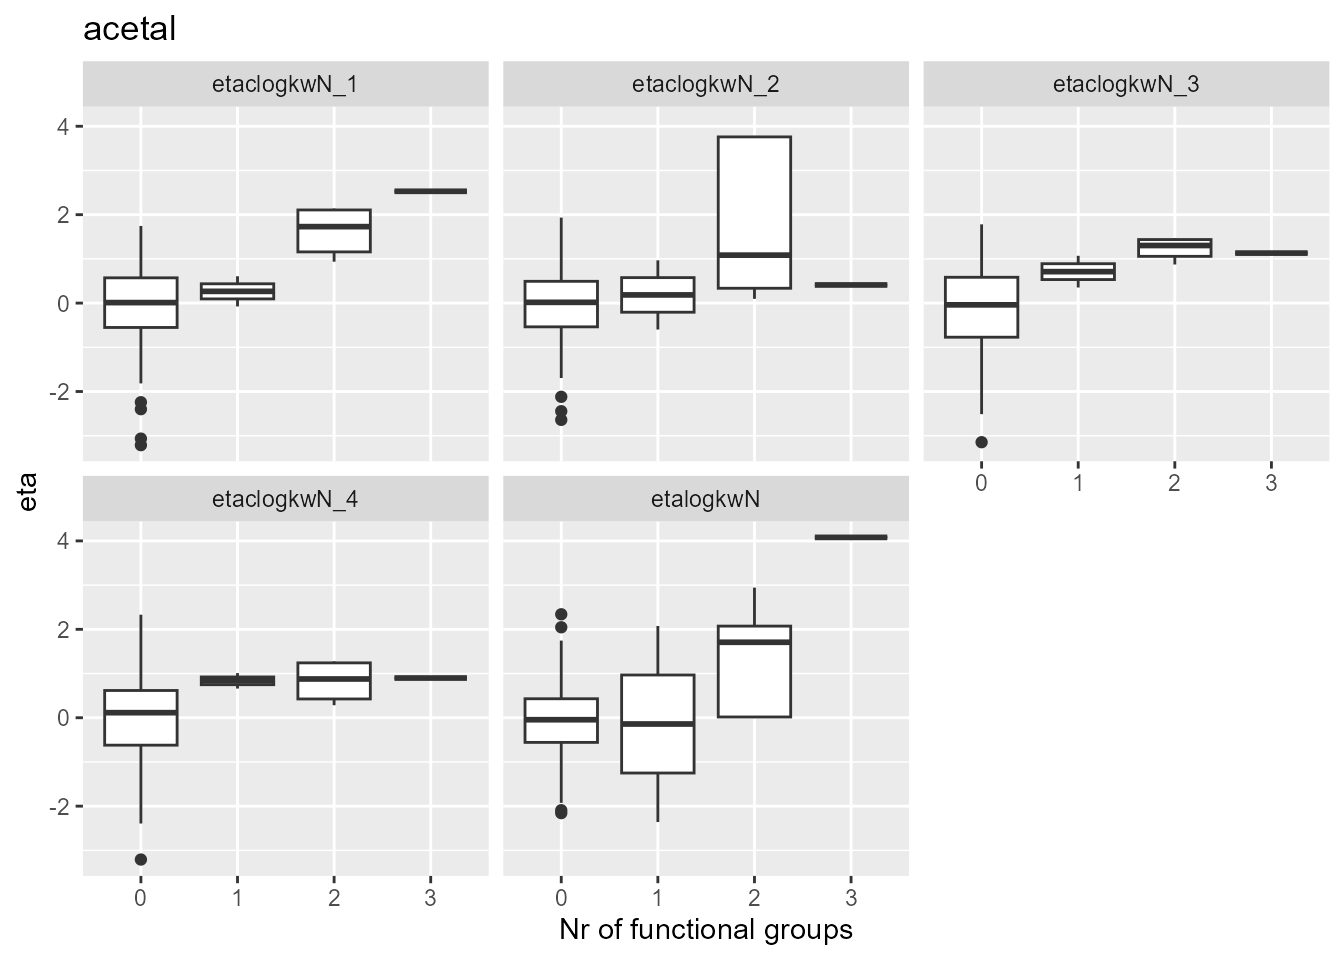 acetal
etaclogkwN_1 etaclogkwN_2 etaclogkwN_3
4
2
0
-2
0 1 2 3
eta
etaclogkwN_4 etalogkwN
4
2
0
-2
0 1 2 3 0 1 2 3
Nr of functional groups